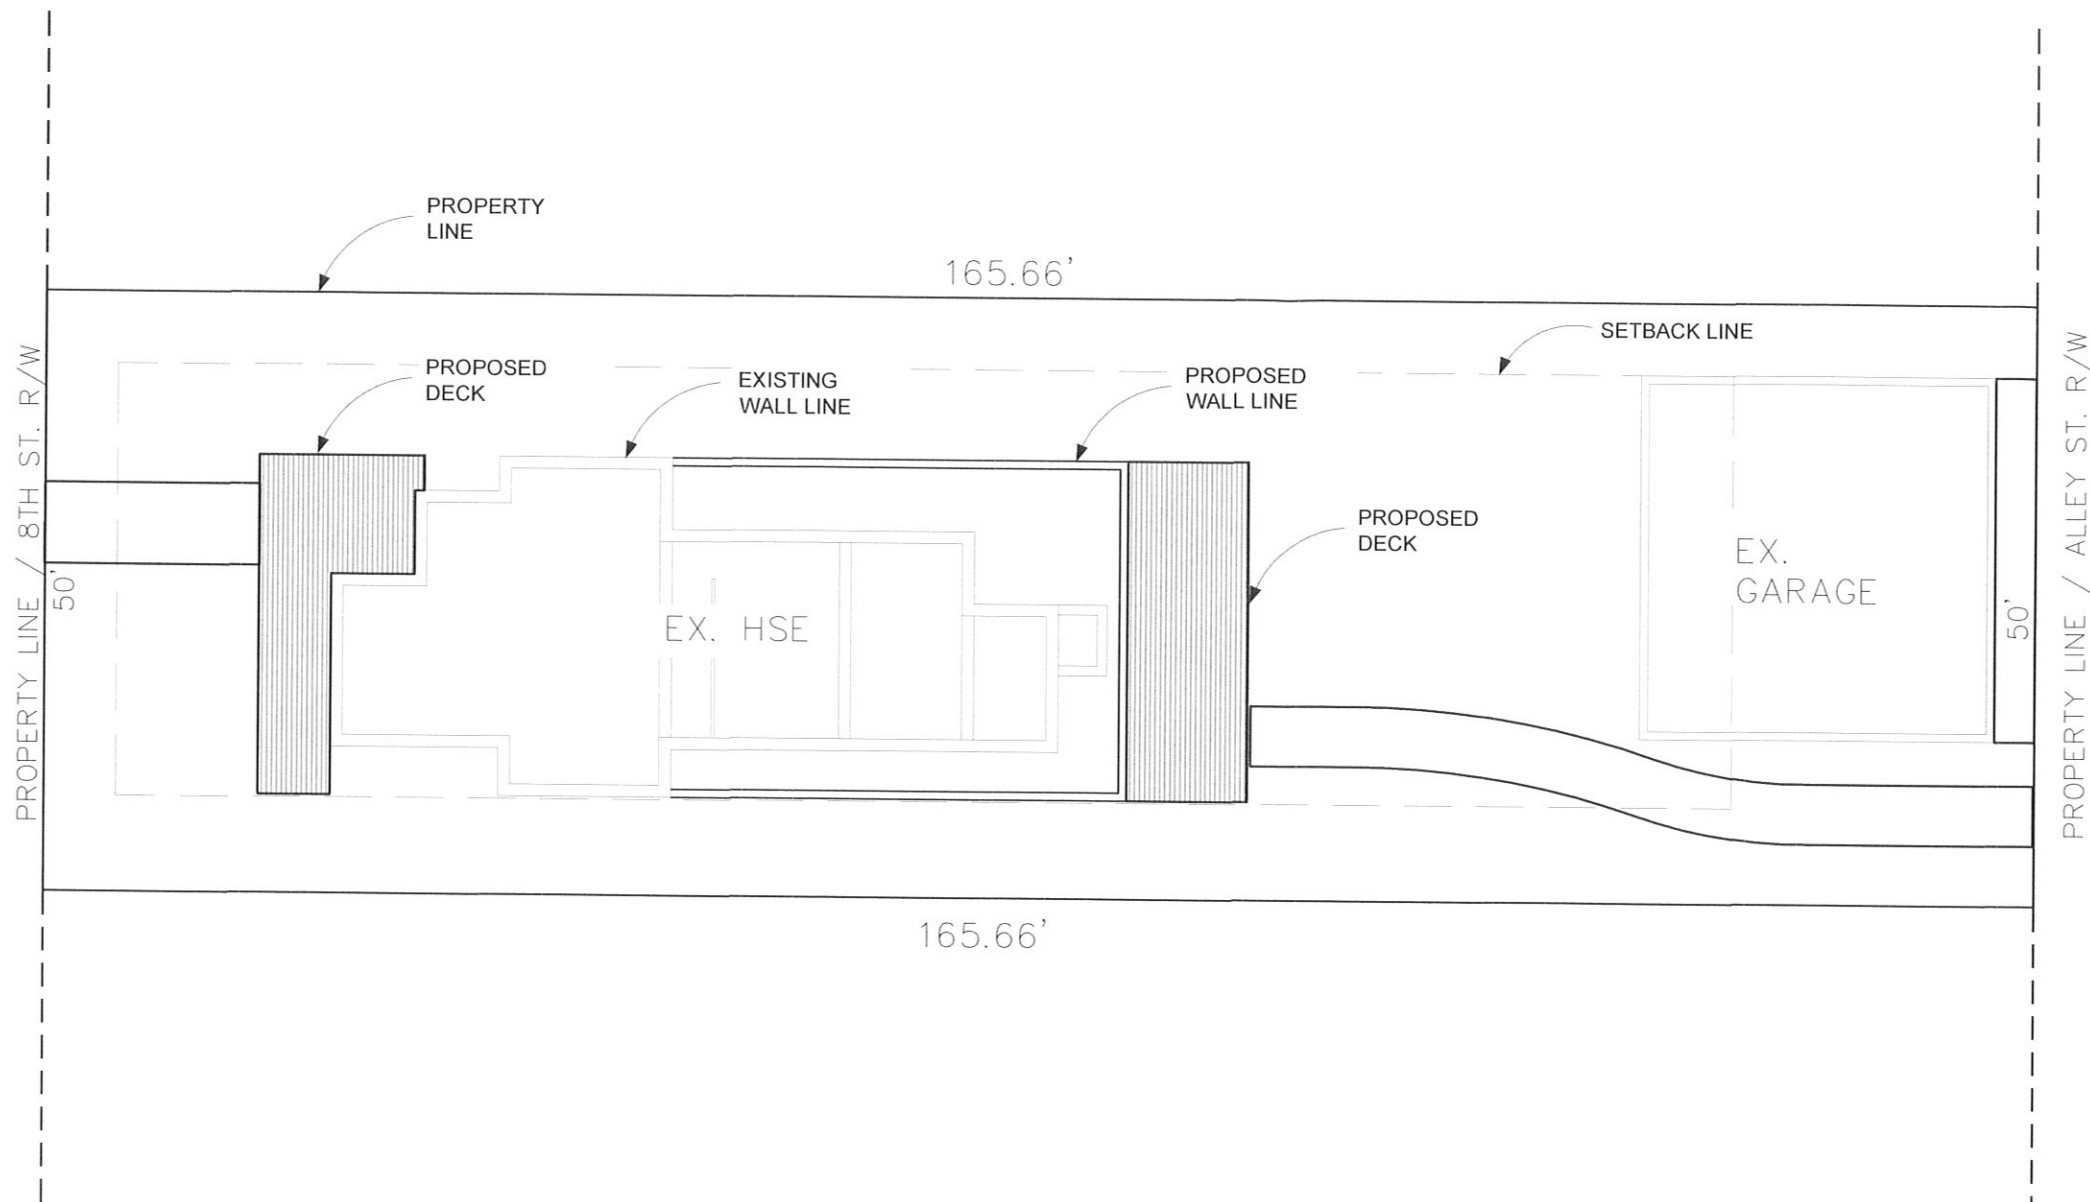 PROPERTY
LINE
165.66'
SETBACK LINE
PROPOSED
DECK
EXISTING
WALL LINE
PROPOSED
WALL LINE
PROPERTY LINE / 8TH ST. R/W
50'
PROPOSED
DECK
EX. HSE
EX.
GARAGE
50'
PROPERTY LINE / ALLEY ST. R/W
165.66'